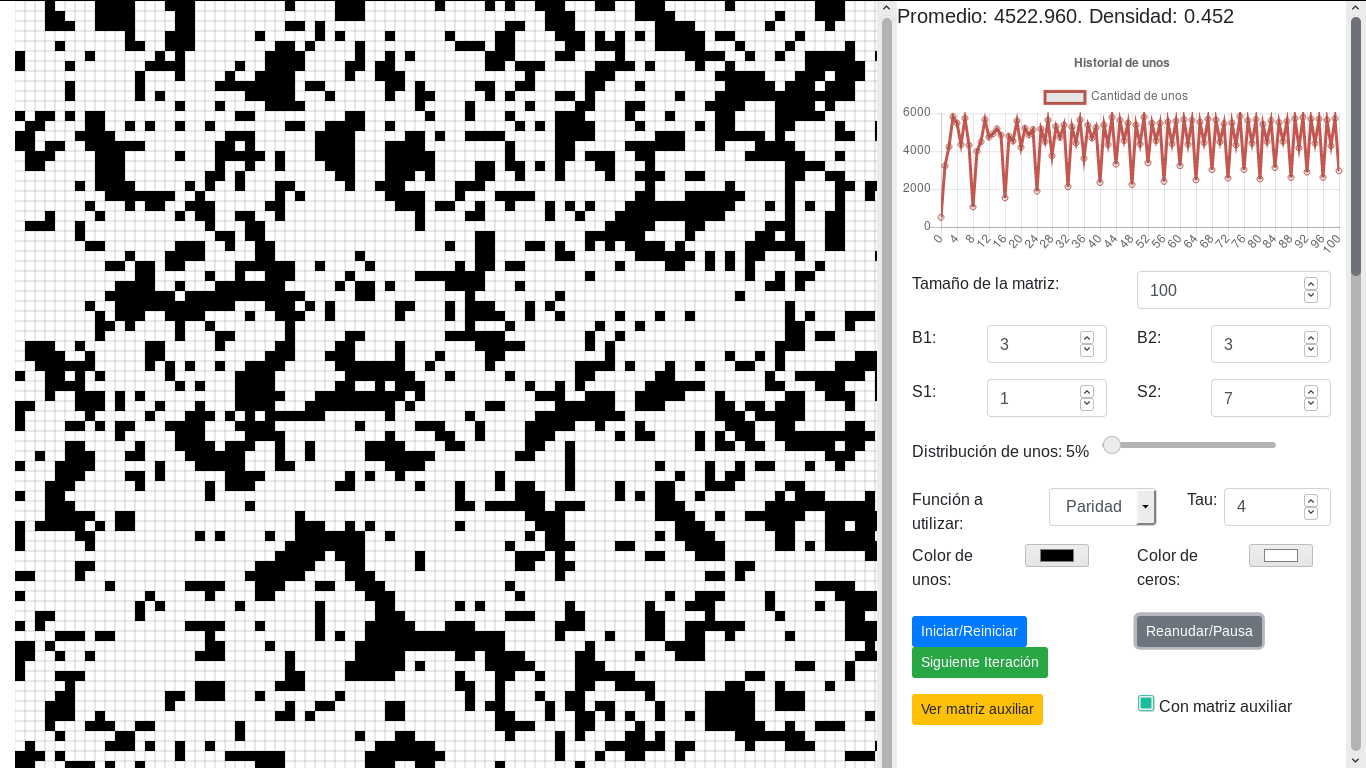 Promedio: 4522.960. Densidad: 0.452
Historial de unos
Cantidad de unos
6000
4000
2000
0
0 4 8 12 16 20 24 28 32 36 40 44 48 52 56 60 64 68 72 76 80 84 88 92 96 100
Tamaño de la matriz: 100
B1: 3 B2: 3
S1: 1 S2: 7
Distribución de unos: 5%
Función a utilizar: Paridad Tau: 4
Color de unos: Color de ceros:
Iniciar/Reiniciar Reanudar/Pausa
Siguiente Iteración
Ver matriz auxiliar Con matriz auxiliar